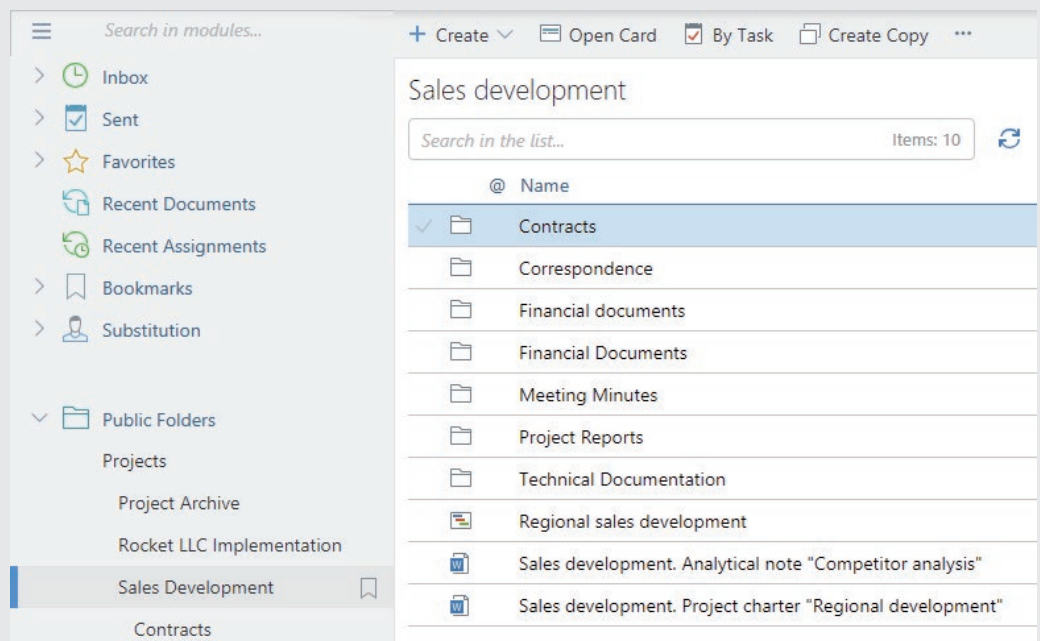 Search in modules...
Inbox
Sent
Favorites
Recent Documents
Recent Assignments
Bookmarks
Substitution
Public Folders
Projects
Project Archive
Rocket LLC Implementation
Sales Development
Contracts
+ Create Open Card By Task Create Copy ...
Sales development
Search in the list... Items: 10
@ Name
Contracts
Correspondence
Financial documents
Financial Documents
Meeting Minutes
Project Reports
Technical Documentation
Regional sales development
Sales development. Analytical note "Competitor analysis"
Sales development. Project charter "Regional development"